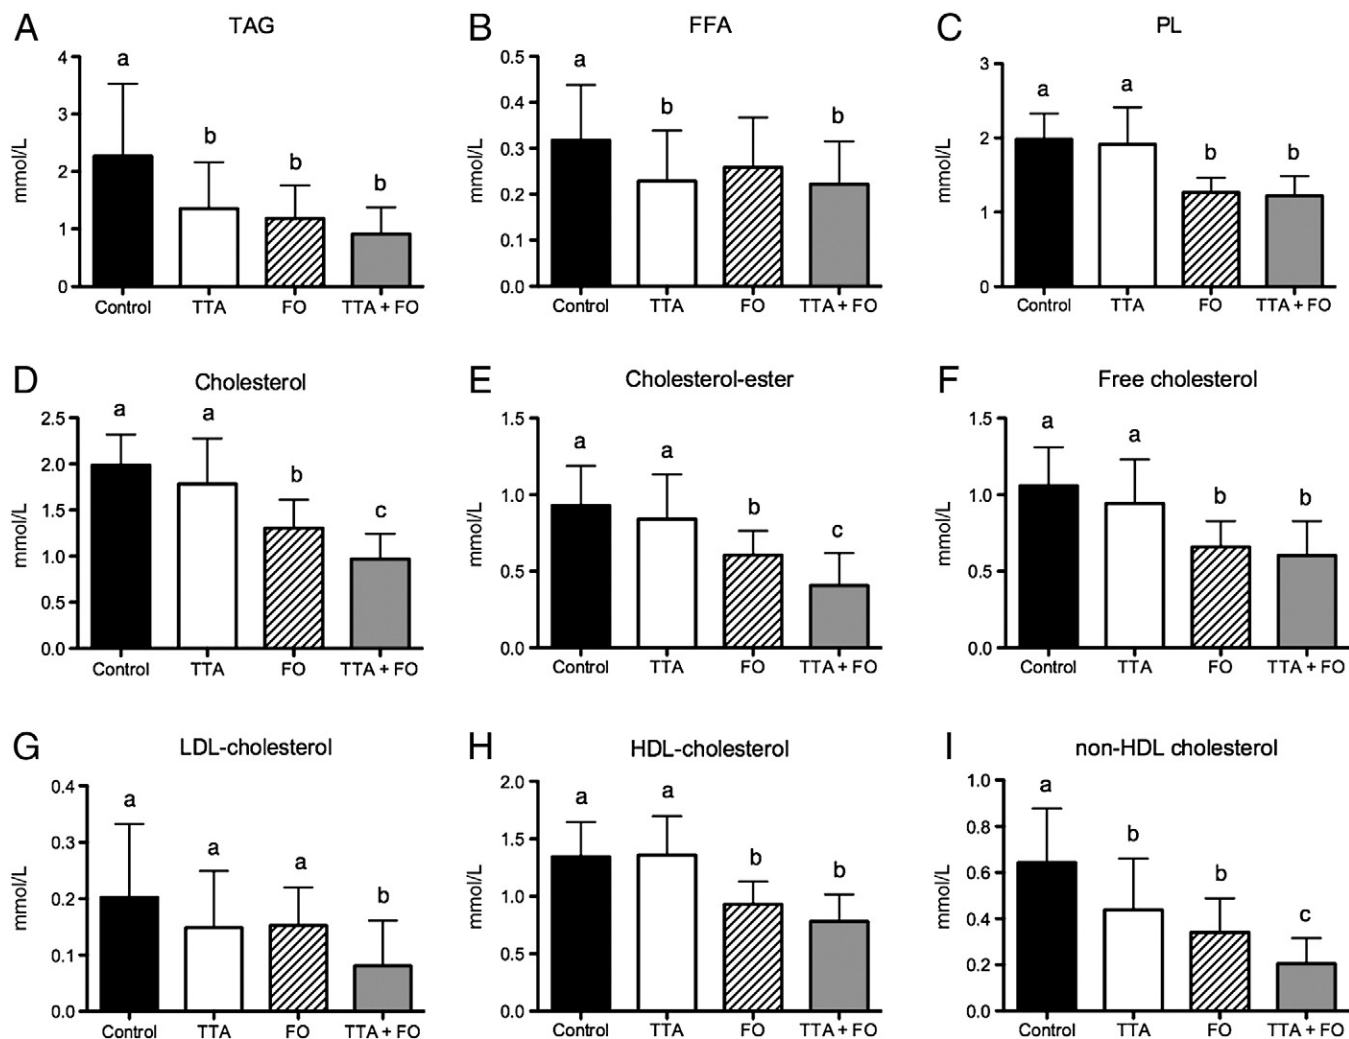 A TAG
B FFA
C PL
4
3
2
1
0
mmol/L
a
b
b
b
Control TTA FO TTA + FO
0.5
0.4
0.3
0.2
0.1
0.0
mmol/L
a
b
b
Control TTA FO TTA + FO
3
2
1
0
mmol/L
a
a
b
b
Control TTA FO TTA + FO
D Cholesterol
2.5
2.0
1.5
1.0
0.5
0.0
mmol/L
a
a
b
c
Control TTA FO TTA + FO
E Cholesterol-ester
1.5
1.0
0.5
0.0
mmol/L
a
a
b
c
Control TTA FO TTA + FO
F Free cholesterol
1.5
1.0
0.5
0.0
mmol/L
a
a
b
b
Control TTA FO TTA + FO
G LDL-cholesterol
0.4
0.3
0.2
0.1
0.0
mmol/L
a
a
a
b
Control TTA FO TTA + FO
H HDL-cholesterol
2.0
1.5
1.0
0.5
0.0
mmol/L
a
a
b
b
Control TTA FO TTA + FO
I non-HDL cholesterol
1.0
0.8
0.6
0.4
0.2
0.0
mmol/L
a
b
b
c
Control TTA FO TTA + FO